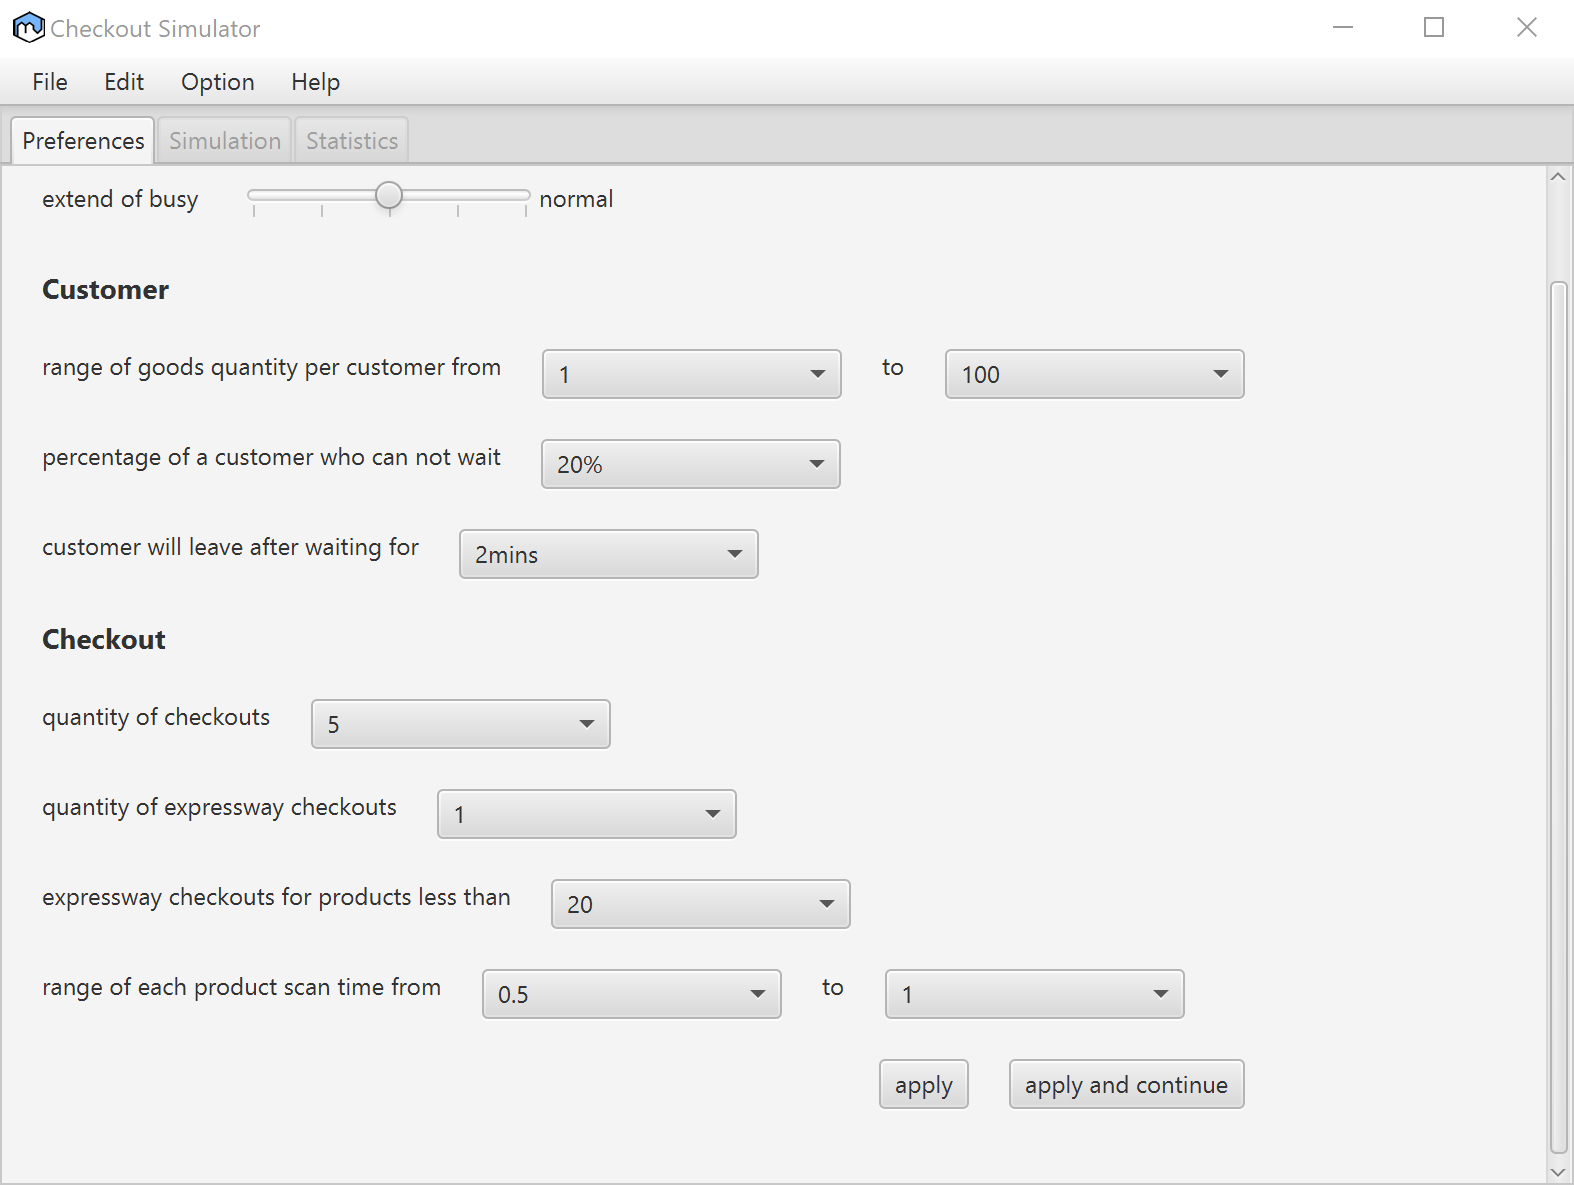 Checkout Simulator
File Edit Option Help
Preferences Simulation Statistics
extend of busy normal
Customer
range of goods quantity per customer from 1 to 100
percentage of a customer who can not wait 20%
customer will leave after waiting for 2mins
Checkout
quantity of checkouts 5
quantity of expressway checkouts 1
expressway checkouts for products less than 20
range of each product scan time from 0.5 to 1
apply apply and continue